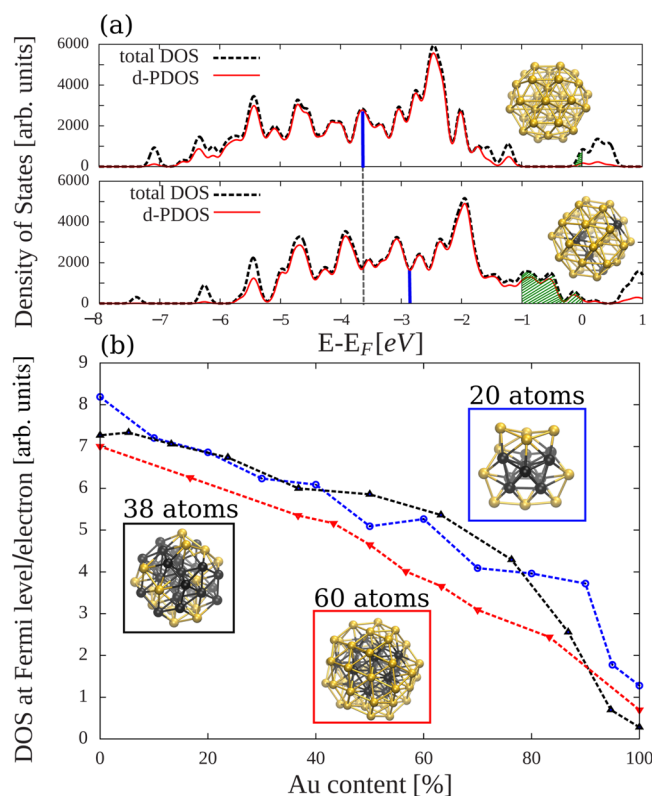 (a)
Density of States [arb. units]
6000
4000
2000
0
total DOS
d-PDOS
6000
4000
2000
0
total DOS
d-PDOS
−8 −7 −6 −5 −4 −3 −2 −1 0 1
E-E_F [eV]
(b)
DOS at Fermi level/electron [arb. units]
9
8
7
6
5
4
3
2
1
0
20 atoms
38 atoms
60 atoms
0 20 40 60 80 100
Au content [%]